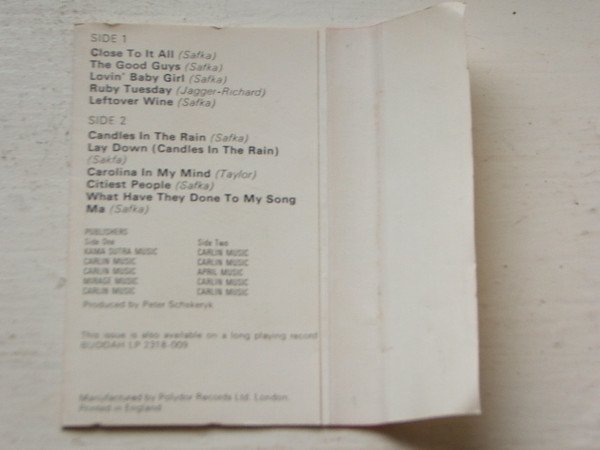 SIDE 1
Close To It All (Safka)
The Good Guys (Safka)
Lovin' Baby Girl (Safka)
Ruby Tuesday (Jagger-Richard)
Leftover Wine (Safka)
SIDE 2
Candles In The Rain (Safka)
Lay Down (Candles In The Rain)
(Sakfa)
Carolina In My Mind (Taylor)
Citiest People (Safka)
What Have They Done To My Song
Ma (Safka)
PUBLISHERS
Side One Side Two
KAMA SUTRA MUSIC CARLIN MUSIC
CARLIN MUSIC CARLIN MUSIC
CARLIN MUSIC APRIL MUSIC
MIRAGE MUSIC CARLIN MUSIC
CARLIN MUSIC CARLIN MUSIC
Produced by Peter Schekeryk
This issue is also available on a long playing record
BUDDAH LP 2318-009
Manufactured by Polydor Records Ltd. London.
Printed in England